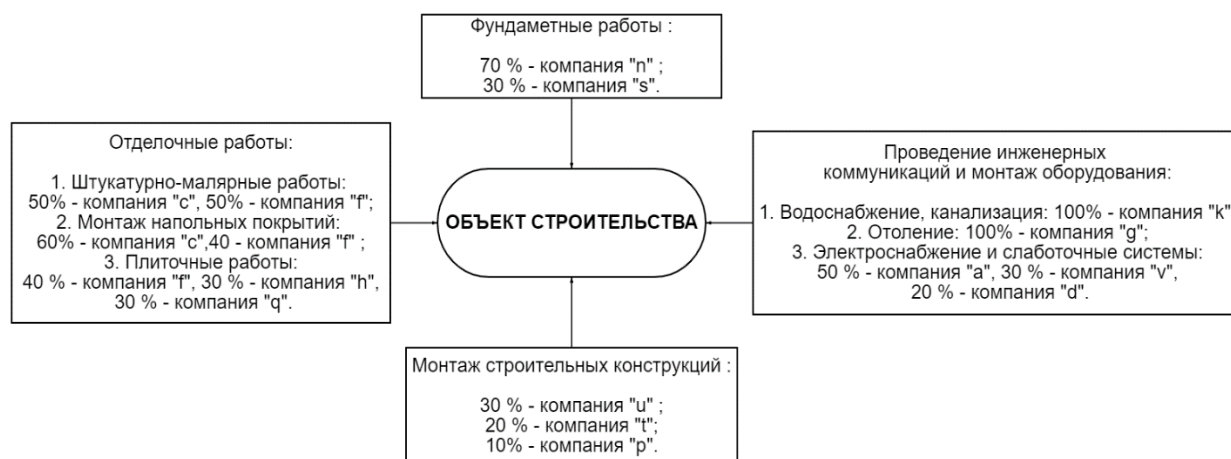 Фундаметные работы :
70 % - компания "n" ;
30 % - компания "s".
Отделочные работы:
1. Штукатурно-малярные работы:
50% - компания "c", 50% - компания "f";
2. Монтаж напольных покрытий:
60% - компания "c",40 - компания "f" ;
3. Плиточные работы:
40 % - компания "f", 30 % - компания "h",
30 % - компания "q".
ОБЪЕКТ СТРОИТЕЛЬСТВА
Проведение инженерных
коммуникаций и монтаж оборудования:
1. Водоснабжение, канализация: 100% - компания "k"
2. Отоление: 100% - компания "g";
3. Электроснабжение и слаботочные системы:
50 % - компания "a", 30 % - компания "v",
20 % - компания "d".
Монтаж строительных конструкций :
30 % - компания "u" ;
20 % - компания "t";
10% - компания "p".